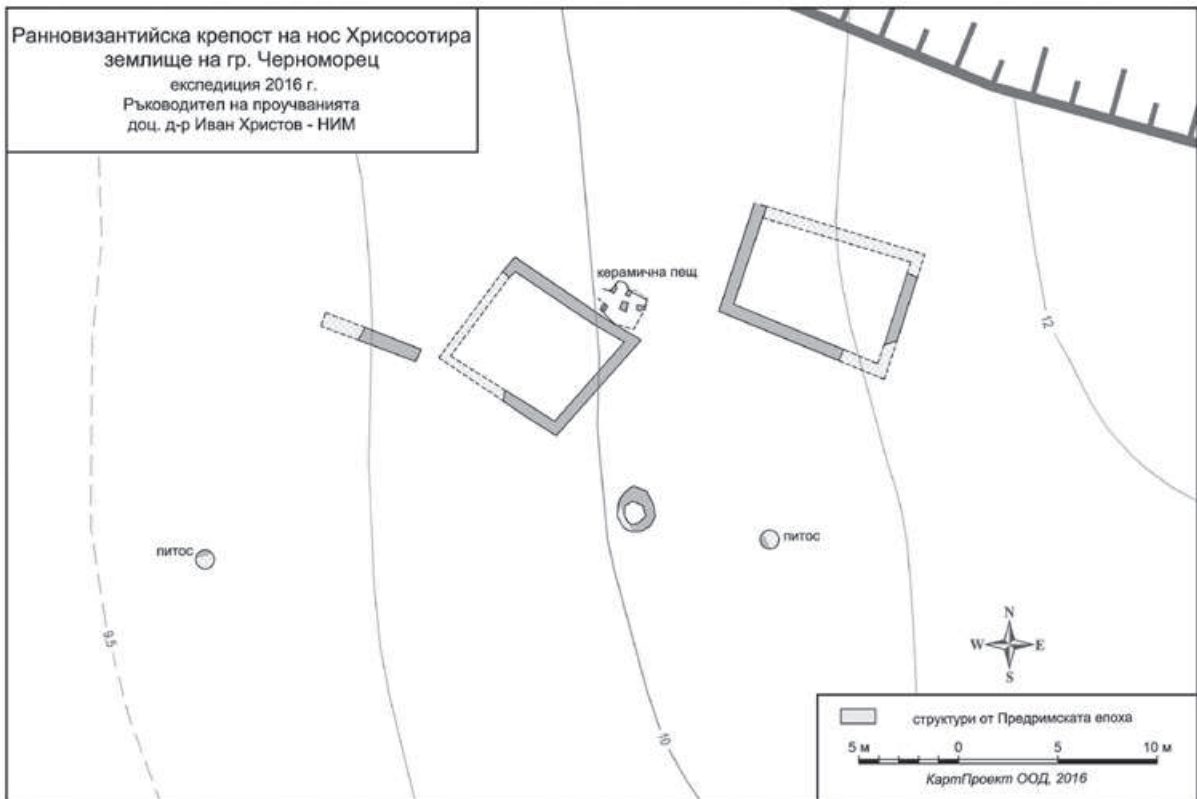 Ранновизантийска крепост на нос Хрисосотира
землище на гр. Черноморец
експедиция 2016 г.
Ръководител на проучванията
доц. д-р Иван Христов - НИМ
керамична пещ
12
питос
питос
9.5
10
N
W E
S
структури от Предримската епоха
5 м 0 5 10 м
КартПроект ООД, 2016